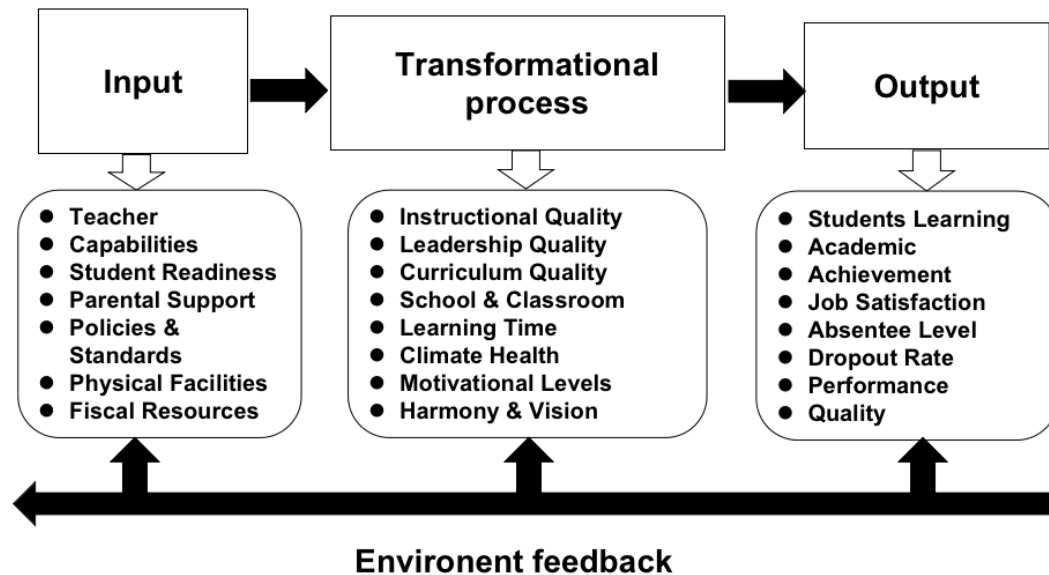 Input
Transformational
process
Output
● Teacher
● Capabilities
● Student Readiness
● Parental Support
● Policies &
Standards
● Physical Facilities
● Fiscal Resources
● Instructional Quality
● Leadership Quality
● Curriculum Quality
● School & Classroom
● Learning Time
● Climate Health
● Motivational Levels
● Harmony & Vision
● Students Learning
● Academic
● Achievement
● Job Satisfaction
● Absentee Level
● Dropout Rate
● Performance
● Quality
Environent feedback